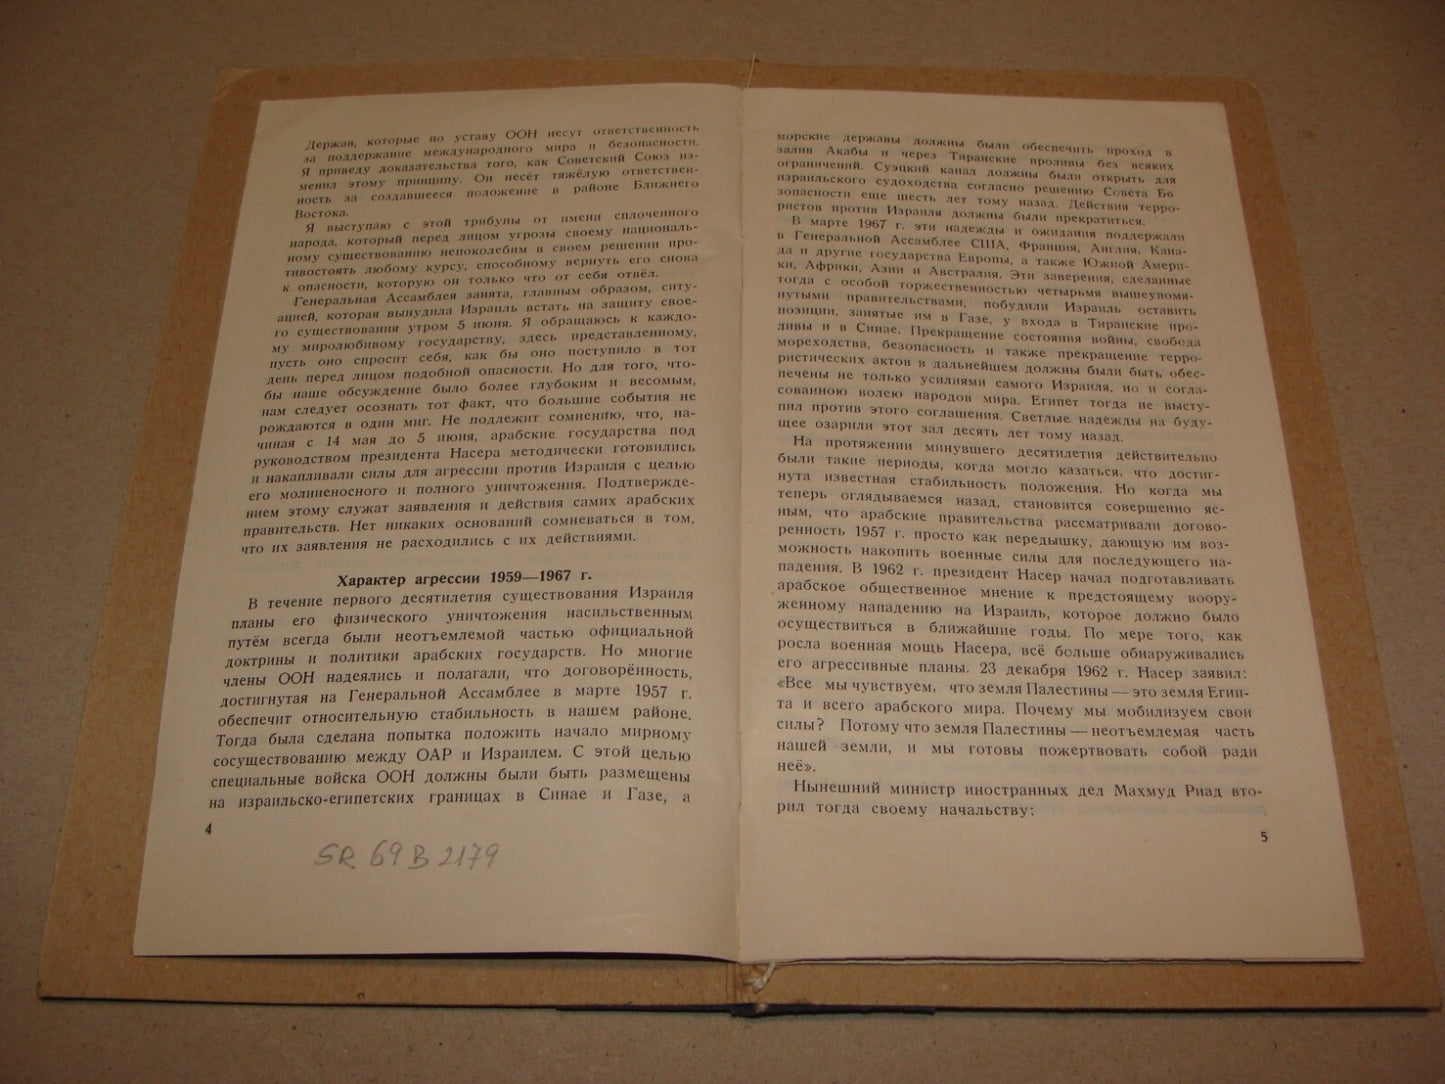 Держав, которые по уставу ООН несут ответственность
за поддержание международного мира и безопасности.
Я приведу доказательства того, как Советский Союз из-
менил этому принципу. Он несёт тяжёлую ответствен-
ность за создавшееся положение в районе Ближнего
Востока.
Я выступаю с этой трибуны от имени сплоченного
народа, который перед лицом угрозы своему националь-
ному существованию непоколебим в своем решении про-
тивостоять любому курсу, способному вернуть его снова
к опасности, которую он только что от себя отвёл.
Генеральная Ассамблея занята, главным образом, ситу-
ацией, которая вынудила Израиль встать на защиту свое-
го существования утром 5 июня. Я обращаюсь к каждо-
му миролюбивому государству, здесь представленному,
пусть оно спросит себя, как бы оно поступило в тот
день перед лицом подобной опасности. Но для того, что-
бы наше обсуждение было более глубоким и весомым,
нам следует осознать тот факт, что большие события не
рождаются в один миг. Не подлежит сомнению, что, на-
чиная с 14 мая до 5 июня, арабские государства под
руководством президента Насера методически готовились
и накапливали силы для агрессии против Израиля с целью
его молниеносного и полного уничтожения. Подтвержде-
нием этому служат заявления и действия самих арабских
правительств. Нет никаких оснований сомневаться в том,
что их заявления не расходились с их действиями.
Характер агрессии 1959—1967 г.
В течение первого десятилетия существования Израиля
планы его физического уничтожения насильственным
путём всегда были неотъемлемой частью официальной
доктрины и политики арабских государств. Но многие
члены ООН надеялись и полагали, что договорённость,
достигнутая на Генеральной Ассамблее в марте 1957 г.
обеспечит относительную стабильность в нашем районе.
Тогда была сделана попытка положить начало мирному
сосуществованию между ОАР и Израилем. С этой целью
специальные войска ООН должны были быть размещены
на израильско-египетских границах в Синае и Газе, а
4
SR 69 B 2179
морские державы должны были обеспечить проход в
залив Акабы и через Тиранские проливы без всяких
ограничений. Суэцкий канал должны были открыть для
израильского судоходства согласно решению Совета Бе
зопасности еще шесть лет тому назад. Действия терро-
ристов против Израиля должны были прекратиться.
В марте 1967 г. эти надежды и ожидания поддержали
в Генеральной Ассамблее США, Франция, Англия, Кана-
да и другие государства Европы, а также Южной Амери-
ки, Африки, Азии и Австралия. Эти заверения, сделанные
тогда с особой торжественностью четырьмя вышеупомя-
нутыми правительствами, побудили Израиль оставить
позиции, занятые им в Газе, у входа в Тиранские про-
ливы и в Синае. Прекращение состояния войны, свобода
мореходства, безопасность и также прекращение терро-
ристических актов в дальнейшем должны были быть обес-
печены не только усилиями самого Израиля, но и согла-
сованною волею народов мира. Египет тогда не высту-
пил против этого соглашения. Светлые надежды на буду-
щее озарили этот зал десять лет тому назад.
На протяжении минувшего десятилетия действительно
были такие периоды, когда могло казаться, что достиг-
нута известная стабильность положения. Но когда мы
теперь оглядываемся назад, становится совершенно яс-
ным, что арабские правительства рассматривали догово-
ренность 1957 г. просто как передышку, дающую им воз-
можность накопить военные силы для последующего на-
падения. В 1962 г. президент Насер начал подготавливать
арабское общественное мнение к предстоящему воору-
женному нападению на Израиль, которое должно было
осуществиться в ближайшие годы. По мере того, как
росла военная мощь Насера, всё больше обнаруживались
его агрессивные планы. 23 декабря 1962 г. Насер заявил:
«Все мы чувствуем, что земля Палестины — это земля Егип-
та и всего арабского мира. Почему мы мобилизуем свои
силы? Потому что земля Палестины — неотъемлемая часть
нашей земли, и мы готовы пожертвовать собой ради
неё».
Нынешний министр иностранных дел Махмуд Риад вто-
рил тогда своему начальству:
5